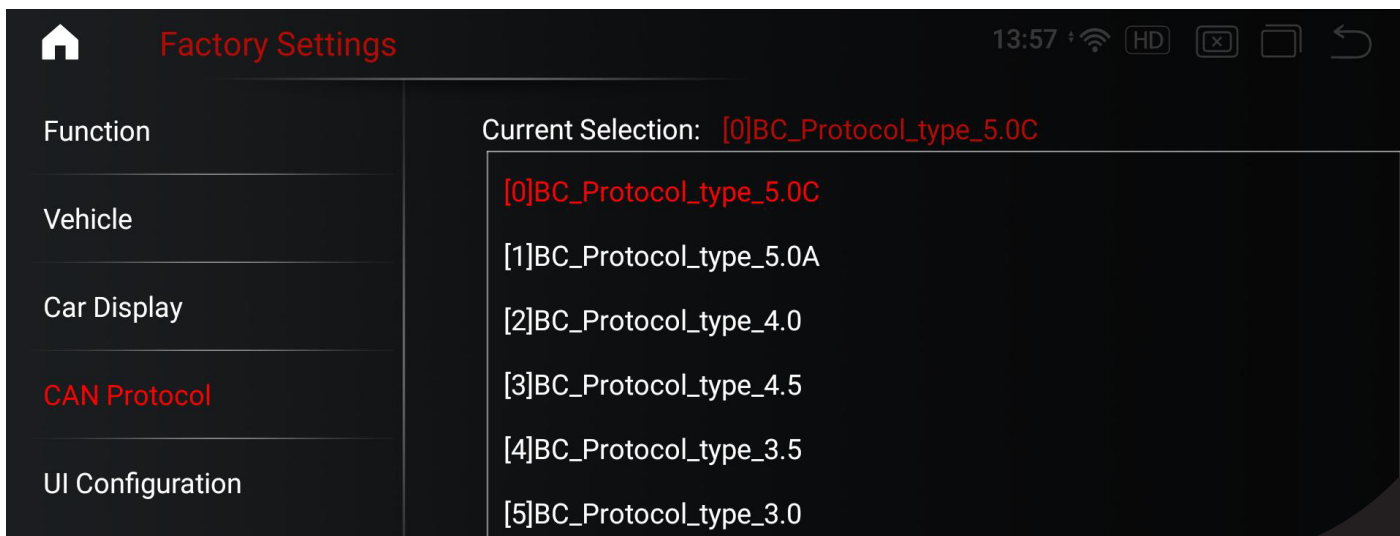 Factory Settings
13:57
HD
Function
Vehicle
Car Display
CAN Protocol
UI Configuration
Current Selection: [0]BC_Protocol_type_5.0C
[0]BC_Protocol_type_5.0C
[1]BC_Protocol_type_5.0A
[2]BC_Protocol_type_4.0
[3]BC_Protocol_type_4.5
[4]BC_Protocol_type_3.5
[5]BC_Protocol_type_3.0